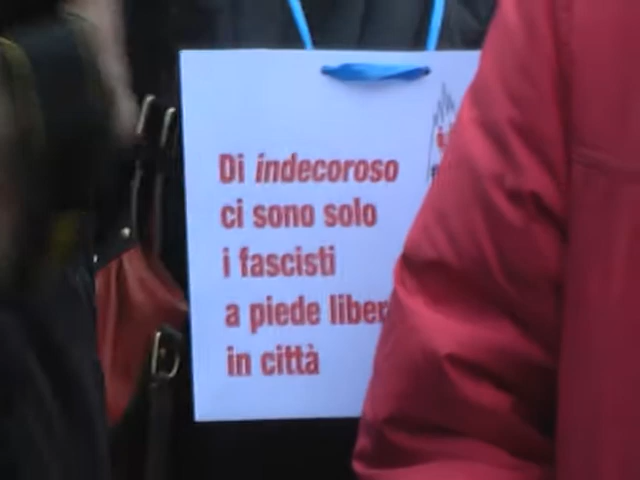 Di indecoroso
ci sono solo
i fascisti
a piede liber
in città